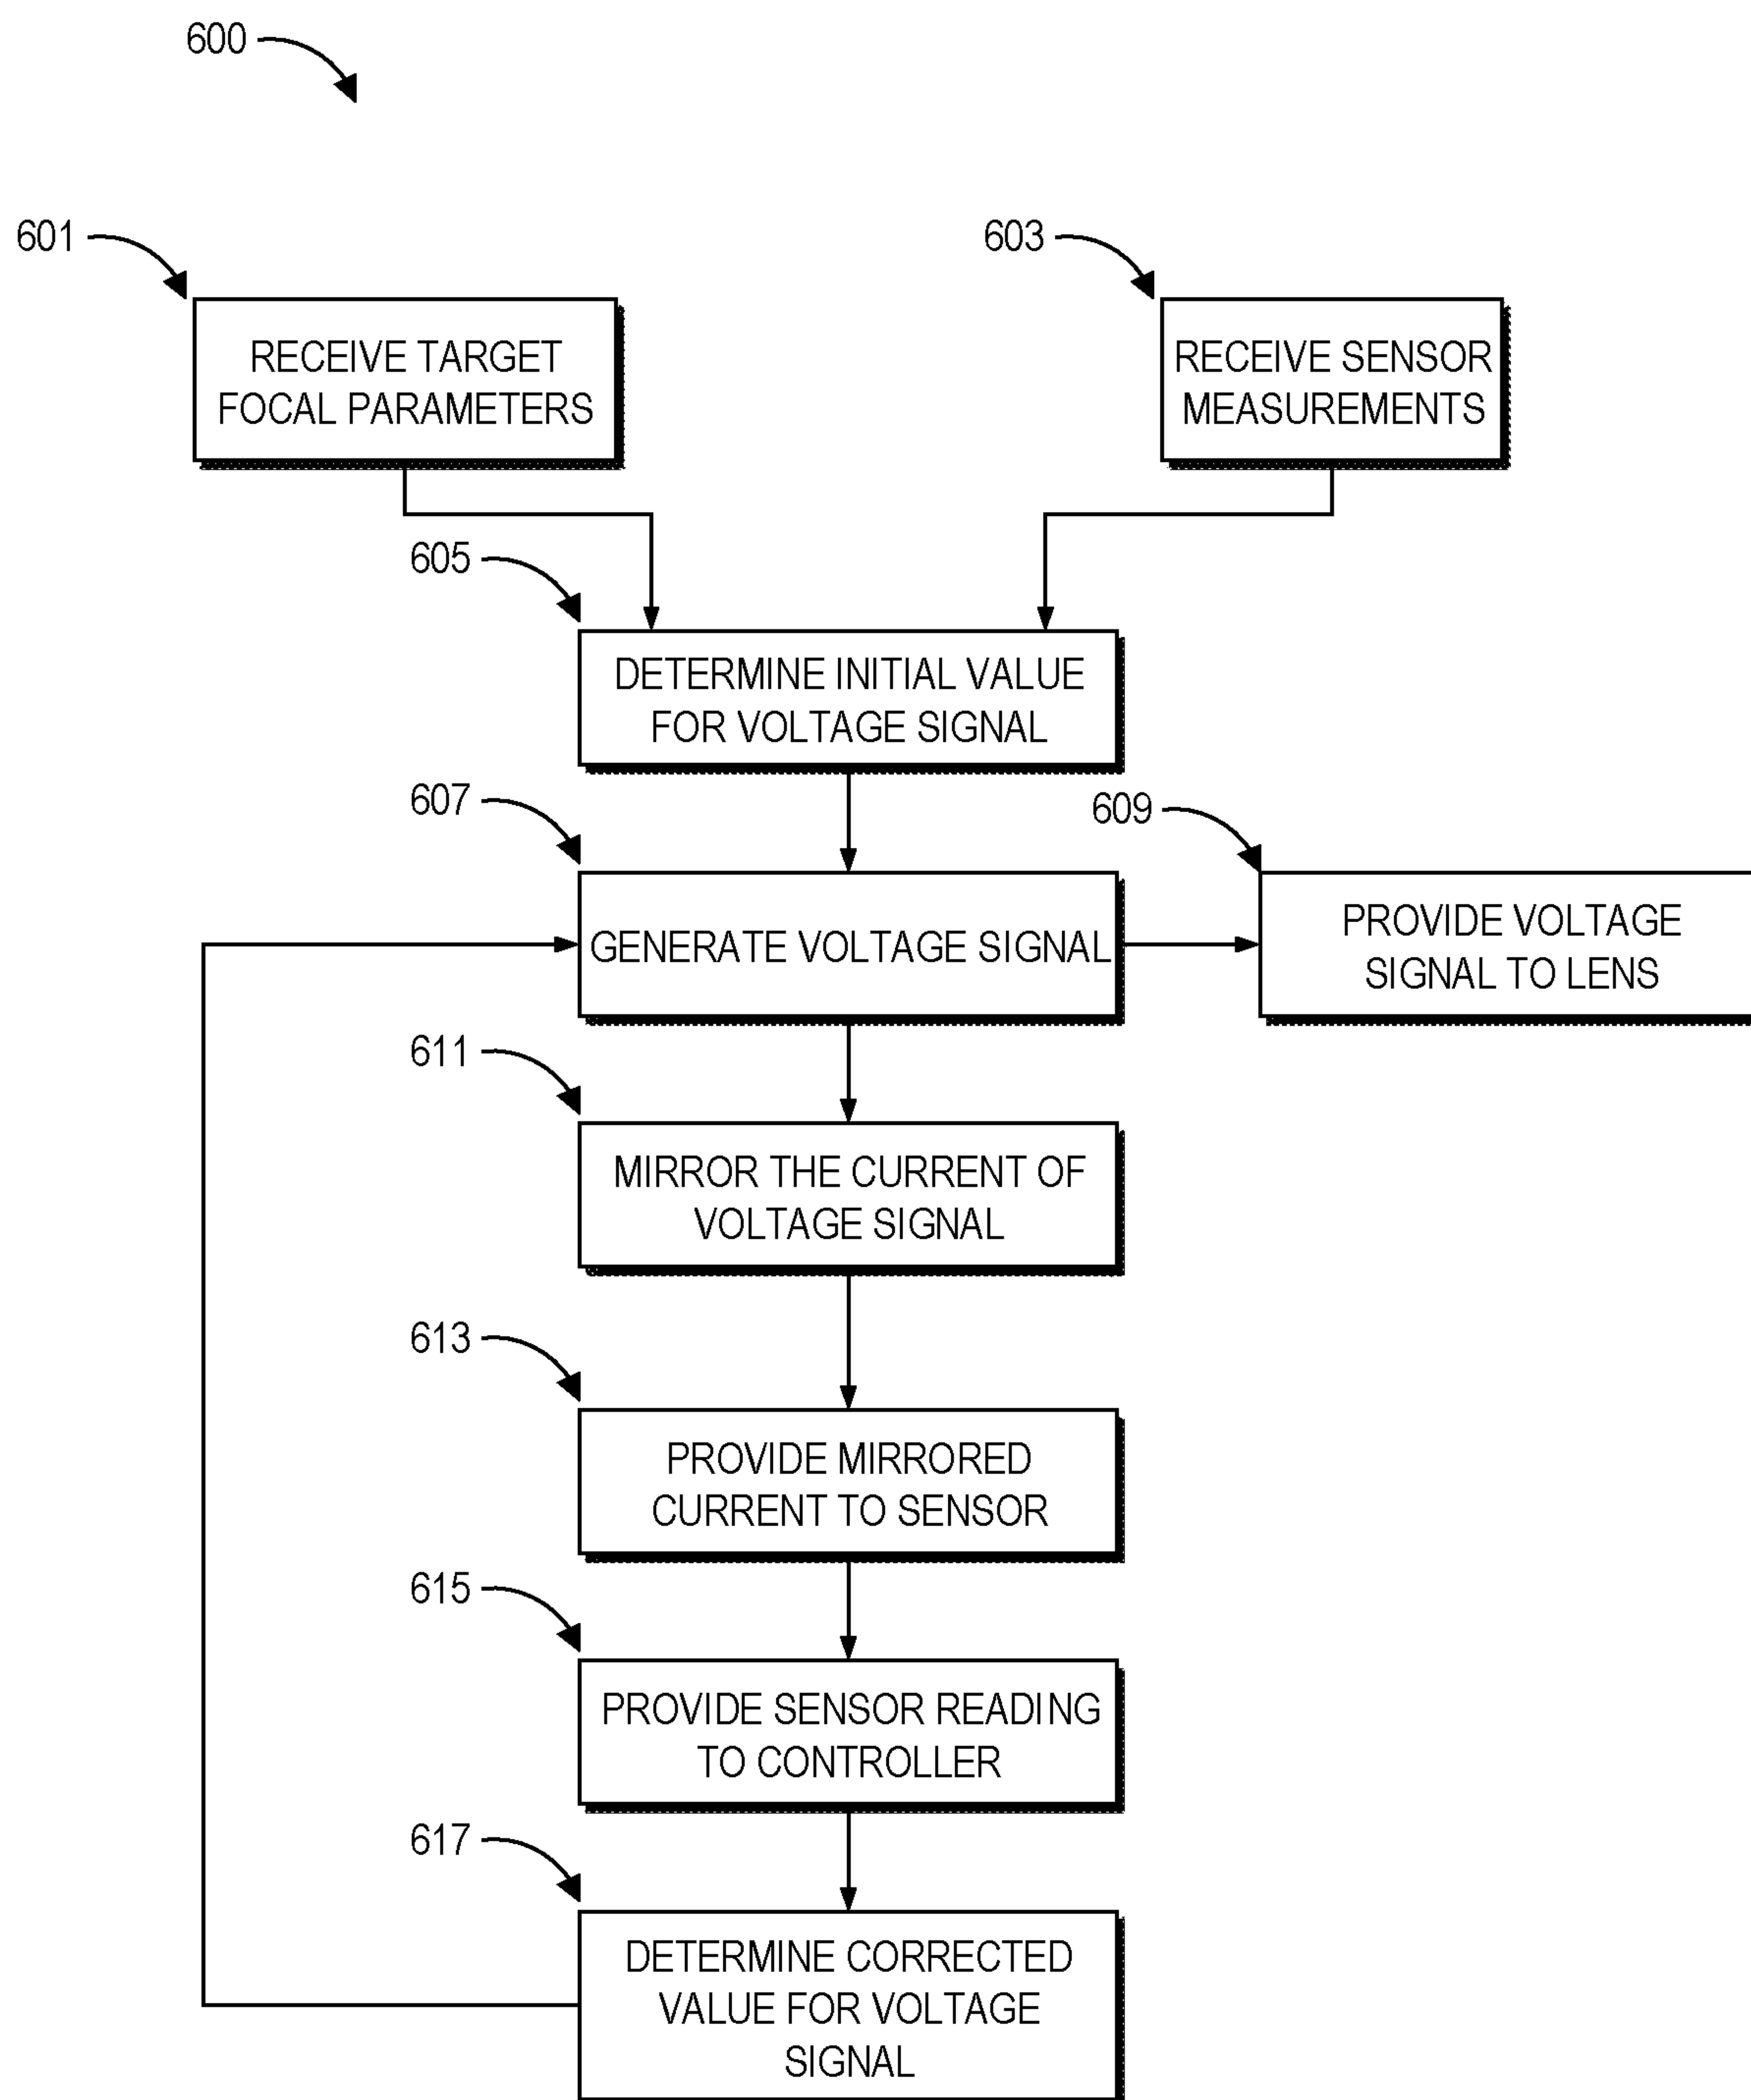 600
601
603
RECEIVE TARGET
FOCAL PARAMETERS
RECEIVE SENSOR
MEASUREMENTS
605
DETERMINE INITIAL VALUE
FOR VOLTAGE SIGNAL
607
609
GENERATE VOLTAGE SIGNAL
PROVIDE VOLTAGE
SIGNAL TO LENS
611
MIRROR THE CURRENT OF
VOLTAGE SIGNAL
613
PROVIDE MIRRORED
CURRENT TO SENSOR
615
PROVIDE SENSOR READING
TO CONTROLLER
617
DETERMINE CORRECTED
VALUE FOR VOLTAGE
SIGNAL